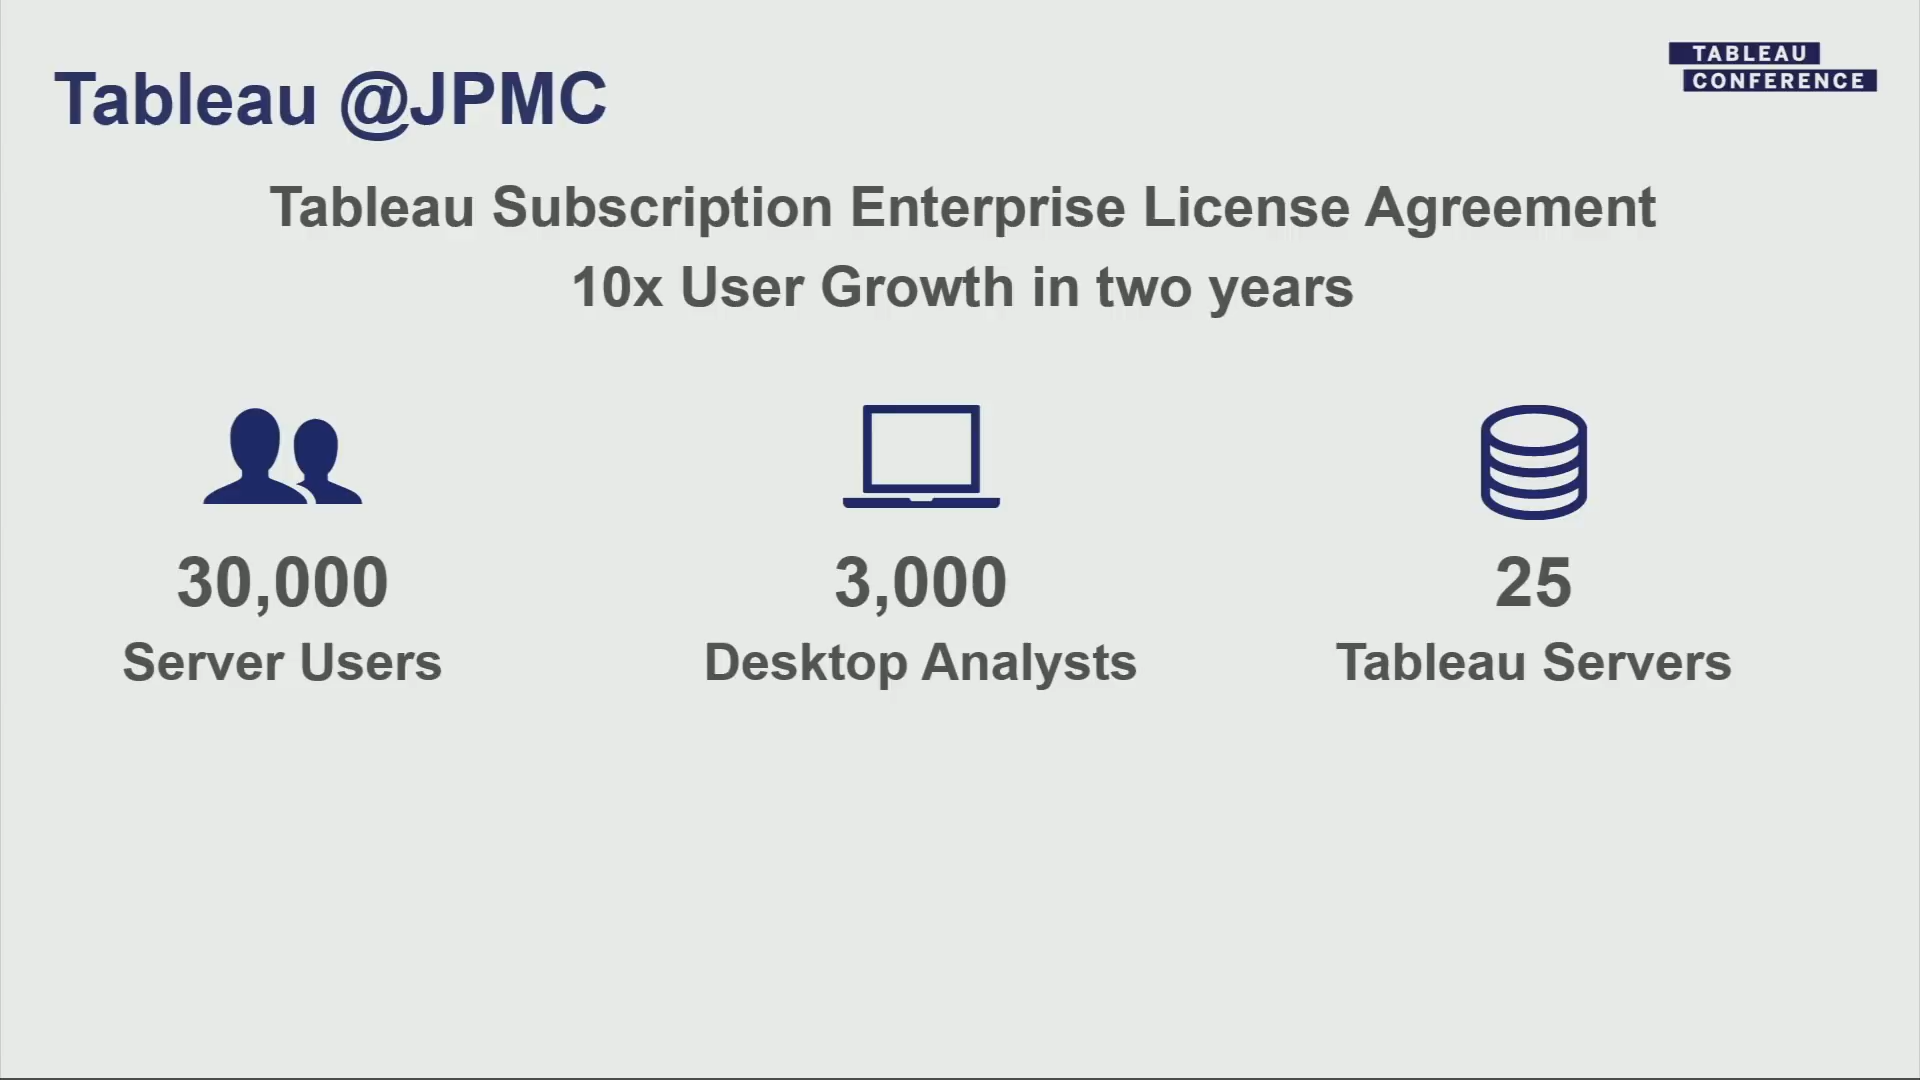 TABLEAU
CONFERENCE
Tableau @JPMC
Tableau Subscription Enterprise License Agreement
10x User Growth in two years
30,000
Server Users
3,000
Desktop Analysts
25
Tableau Servers